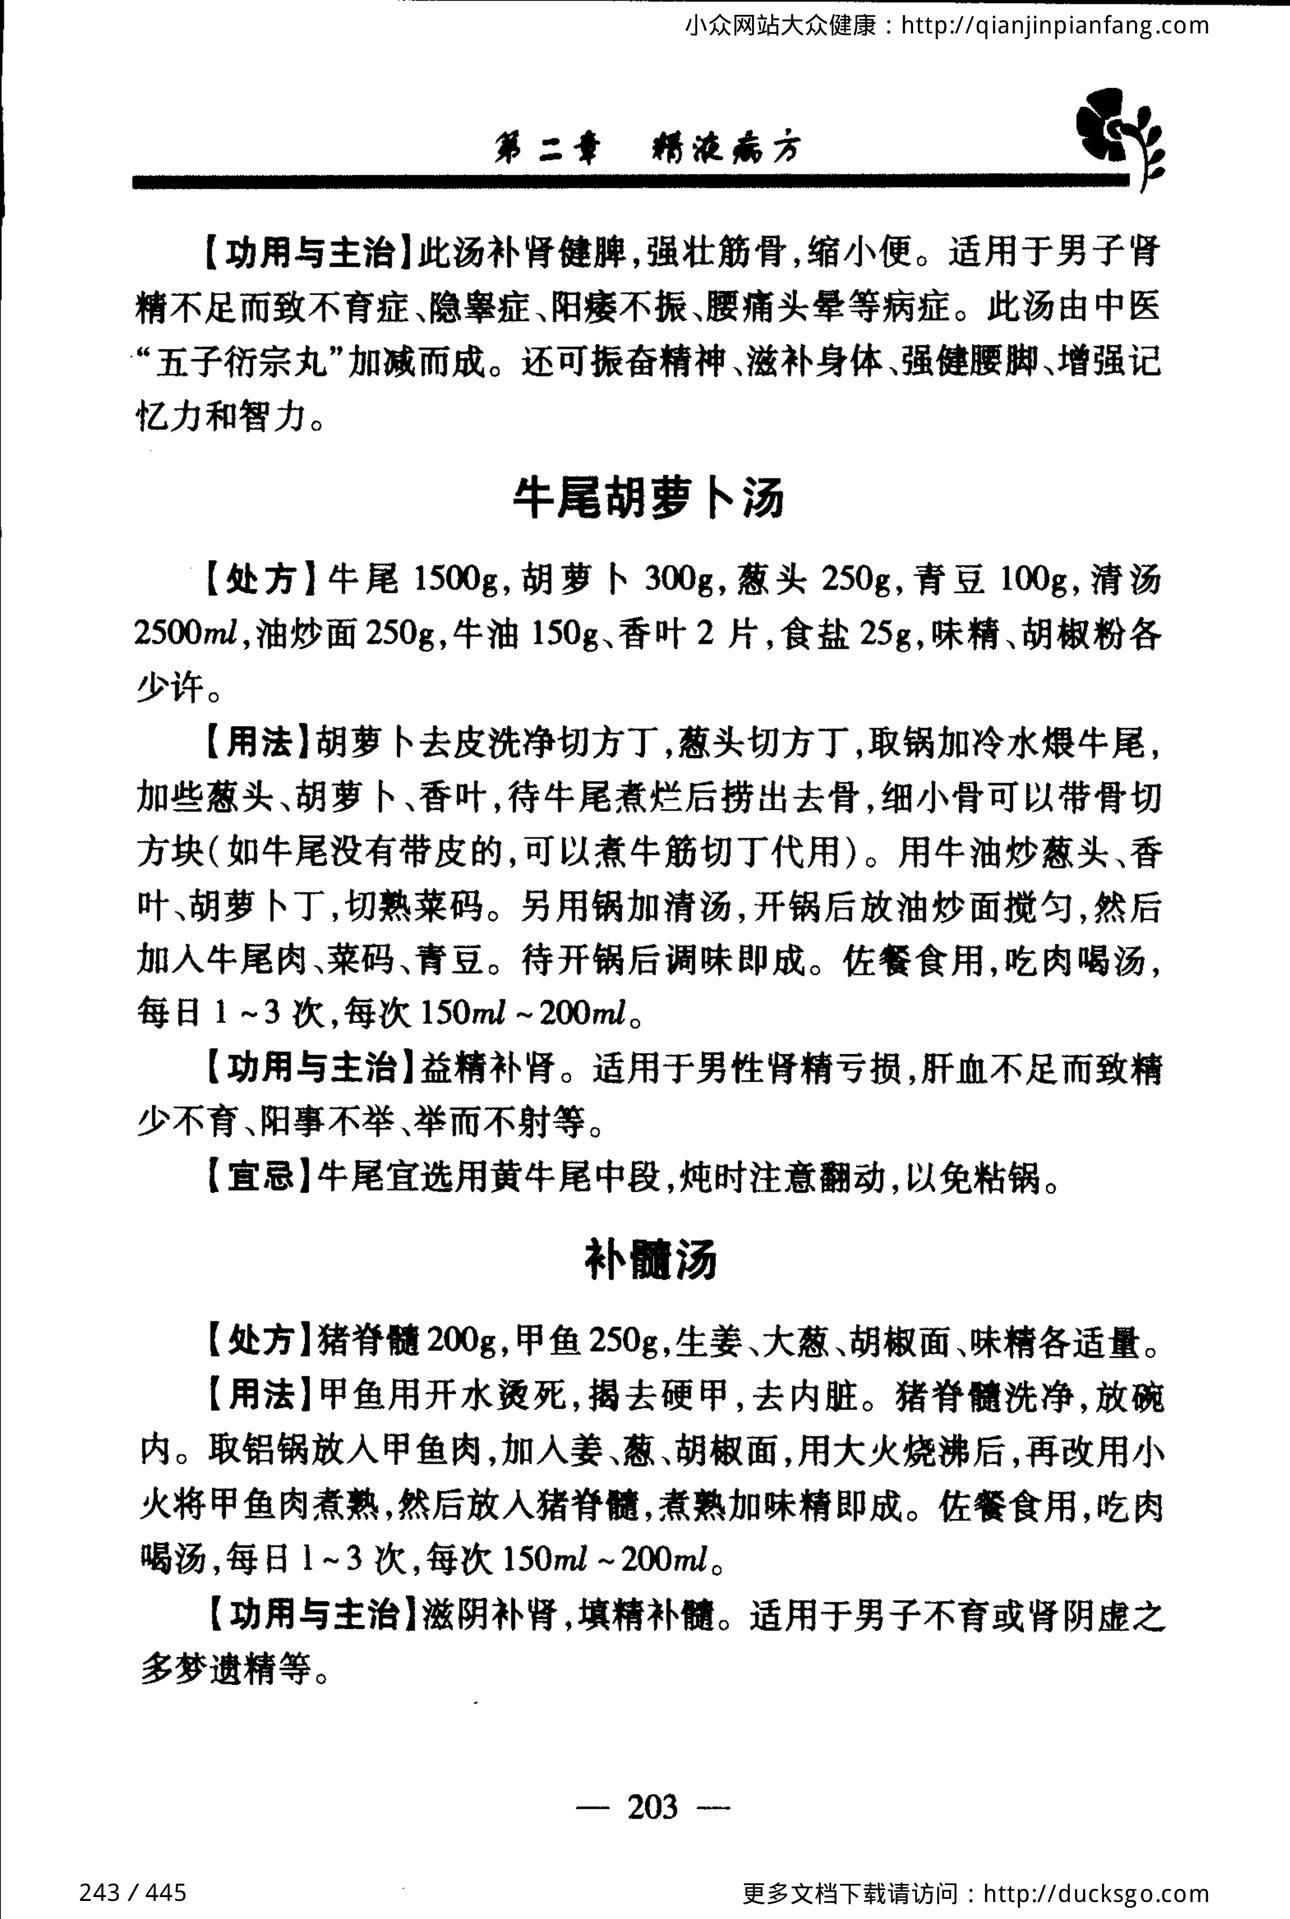 小众网站大众健康：http://qianjinpianfang.com
第二章 精液病方
【功用与主治】此汤补肾健脾,强壮筋骨,缩小便。适用于男子肾
精不足而致不育症、隐睾症、阳痿不振、腰痛头晕等病症。此汤由中医
“五子衍宗丸”加减而成。还可振奋精神、滋补身体、强健腰脚、增强记
忆力和智力。
牛尾胡萝卜汤
【处方】牛尾 1500g,胡萝卜 300g,葱头 250g,青豆 100g,清汤
2500ml,油炒面 250g,牛油 150g、香叶 2 片,食盐 25g,味精、胡椒粉各
少许。
【用法】胡萝卜去皮洗净切方丁,葱头切方丁,取锅加冷水煨牛尾,
加些葱头、胡萝卜、香叶,待牛尾煮烂后捞出去骨,细小骨可以带骨切
方块(如牛尾没有带皮的,可以煮牛筋切丁代用)。用牛油炒葱头、香
叶、胡萝卜丁,切熟菜码。另用锅加清汤,开锅后放油炒面搅匀,然后
加入牛尾肉、菜码、青豆。待开锅后调味即成。佐餐食用,吃肉喝汤,
每日 1~3 次,每次 150ml~200ml。
【功用与主治】益精补肾。适用于男性肾精亏损,肝血不足而致精
少不育、阳事不举、举而不射等。
【宜忌】牛尾宜选用黄牛尾中段,炖时注意翻动,以免粘锅。
补髓汤
【处方】猪脊髓 200g,甲鱼 250g,生姜、大葱、胡椒面、味精各适量。
【用法】甲鱼用开水烫死,揭去硬甲,去内脏。猪脊髓洗净,放碗
内。取铝锅放入甲鱼肉,加入姜、葱、胡椒面,用大火烧沸后,再改用小
火将甲鱼肉煮熟,然后放入猪脊髓,煮熟加味精即成。佐餐食用,吃肉
喝汤,每日 1~3 次,每次 150ml~200ml。
【功用与主治】滋阴补肾,填精补髓。适用于男子不育或肾阴虚之
多梦遗精等。
— 203 —
243 / 445
更多文档下载请访问：http://ducksgo.com